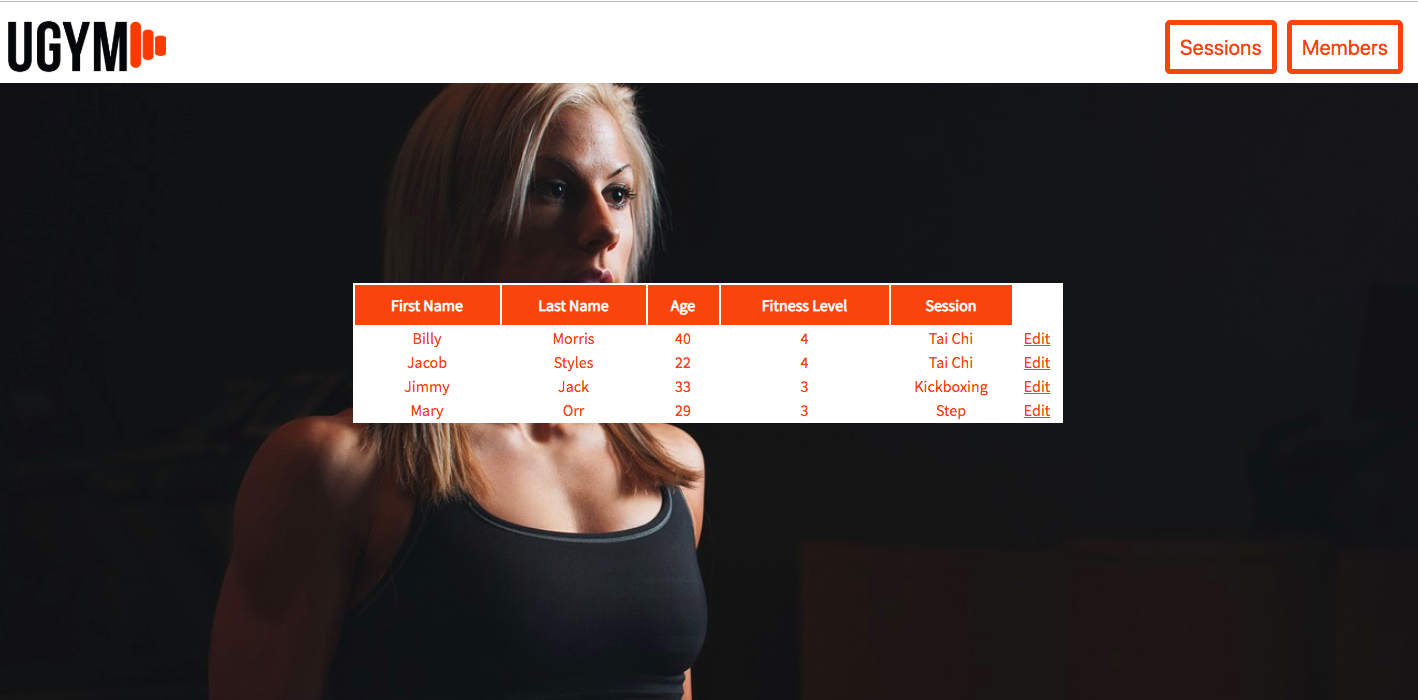 UGYM
Sessions Members
First Name Last Name Age Fitness Level Session
Billy Morris 40 4 Tai Chi Edit
Jacob Styles 22 4 Tai Chi Edit
Jimmy Jack 33 3 Kickboxing Edit
Mary Orr 29 3 Step Edit